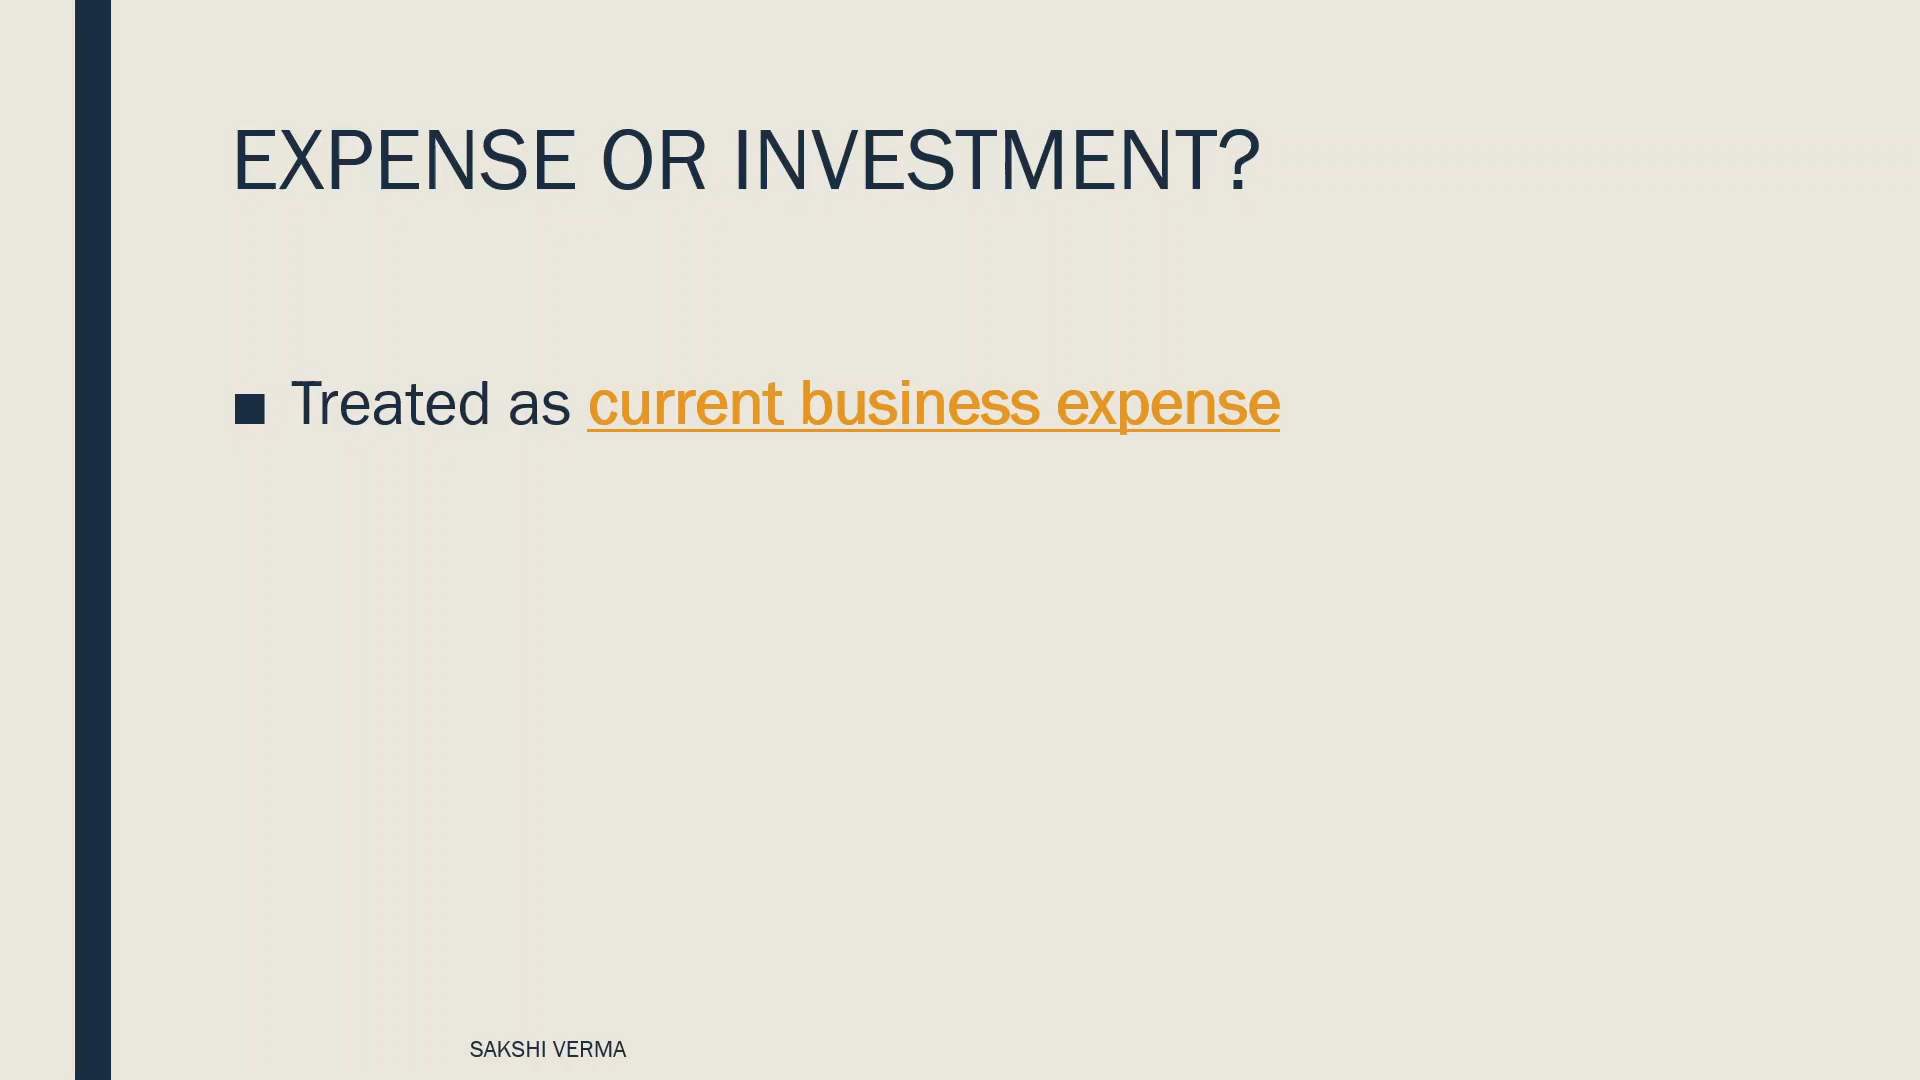 EXPENSE OR INVESTMENT?
■ Treated as current business expense
SAKSHI VERMA